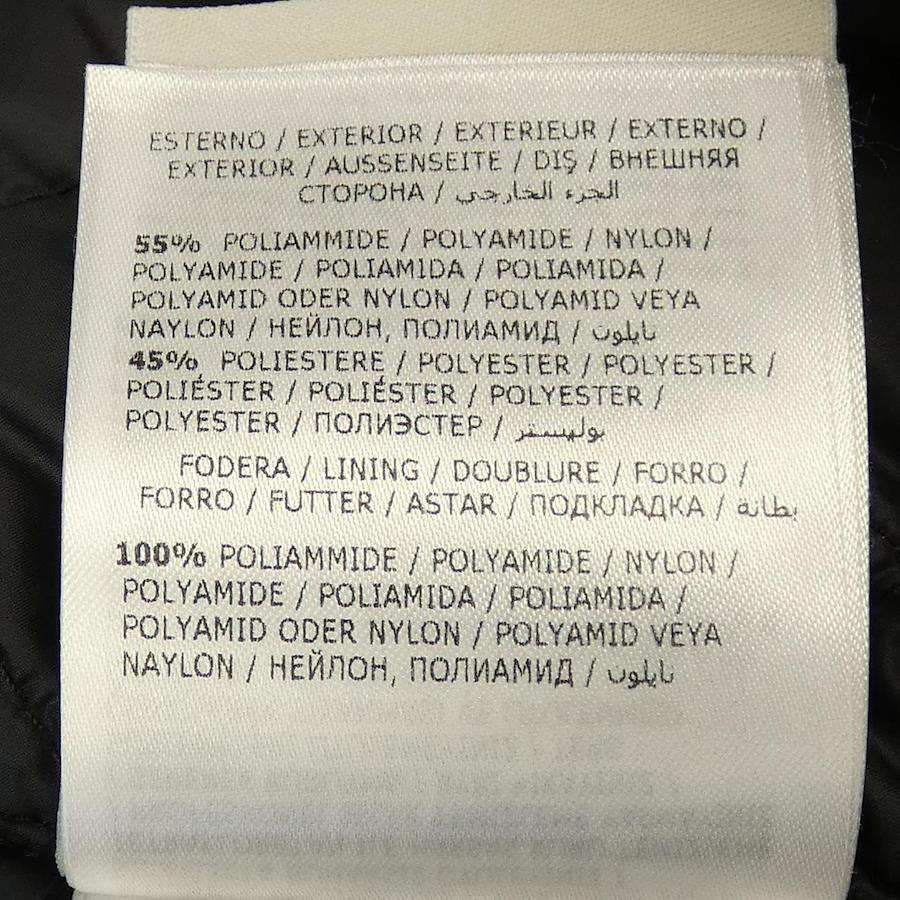 ESTERNO / EXTERIOR / EXTERIEUR / EXTERNO /
EXTERIOR / AUSSENSEITE / DIŞ / ВНЕШНЯЯ
СТОРОНА / الجزء الخارجي
55% POLIAMMIDE / POLYAMIDE / NYLON /
POLYAMIDE / POLIAMIDA / POLIAMIDA /
POLYAMID ODER NYLON / POLYAMID VEYA
NAYLON / НЕЙЛОН, ПОЛИАМИД / نايلون
45% POLIESTERE / POLYESTER / POLYESTER /
POLIÉSTER / POLIÉSTER / POLYESTER /
POLYESTER / ПОЛИЭСТЕР / بوليستر
FODERA / LINING / DOUBLURE / FORRO /
FORRO / FUTTER / ASTAR / ПОДКЛАДКА / بطانة
100% POLIAMMIDE / POLYAMIDE / NYLON /
POLYAMIDE / POLIAMIDA / POLIAMIDA /
POLYAMID ODER NYLON / POLYAMID VEYA
NAYLON / НЕЙЛОН, ПОЛИАМИД / نايلون